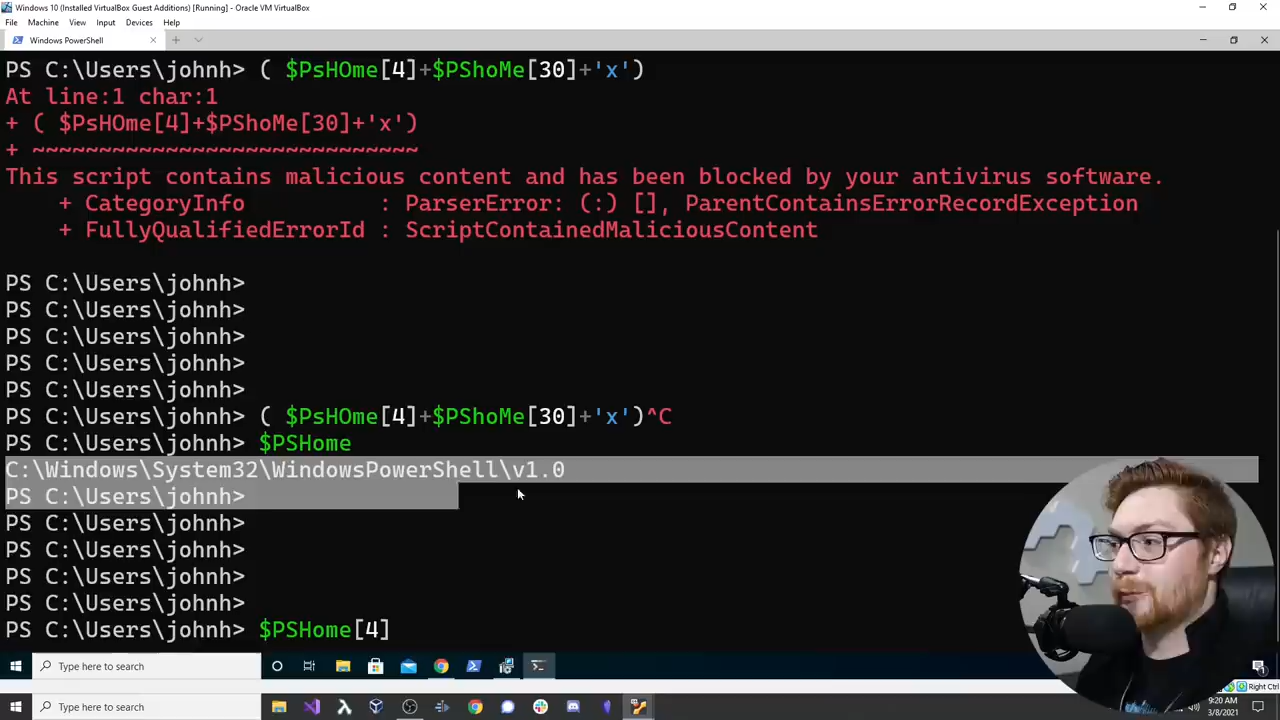 Windows 10 (Installed VirtualBox Guest Additions) [Running] - Oracle VM VirtualBox
File Machine View Input Devices Help
Windows PowerShell
PS C:\Users\johnh> ( $PsHOme[4]+$PShoMe[30]+'x')
At line:1 char:1
+ ( $PsHOme[4]+$PShoMe[30]+'x')
+ ~~~~~~~~~~~~~~~~~~~~~~~~~~~~~
This script contains malicious content and has been blocked by your antivirus software.
+ CategoryInfo : ParserError: (:) [], ParentContainsErrorRecordException
+ FullyQualifiedErrorId : ScriptContainedMaliciousContent
PS C:\Users\johnh>
PS C:\Users\johnh>
PS C:\Users\johnh>
PS C:\Users\johnh>
PS C:\Users\johnh>
PS C:\Users\johnh> ( $PsHOme[4]+$PShoMe[30]+'x')^C
PS C:\Users\johnh> $PSHome
C:\Windows\System32\WindowsPowerShell\v1.0
PS C:\Users\johnh>
PS C:\Users\johnh>
PS C:\Users\johnh>
PS C:\Users\johnh>
PS C:\Users\johnh>
PS C:\Users\johnh> $PSHome[4]
Type here to search
Right Ctrl
Type here to search
9:20 AM
3/8/2021